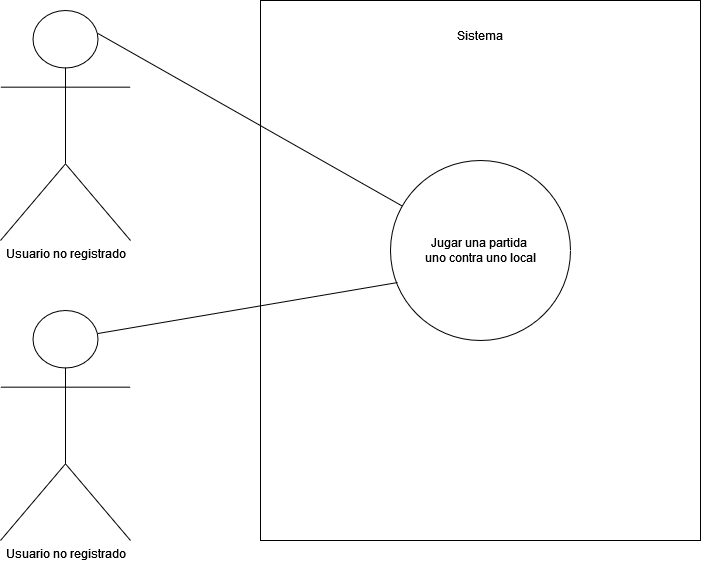 Sistema
Jugar una partida
uno contra uno local
Usuario no registrado
Usuario no registrado